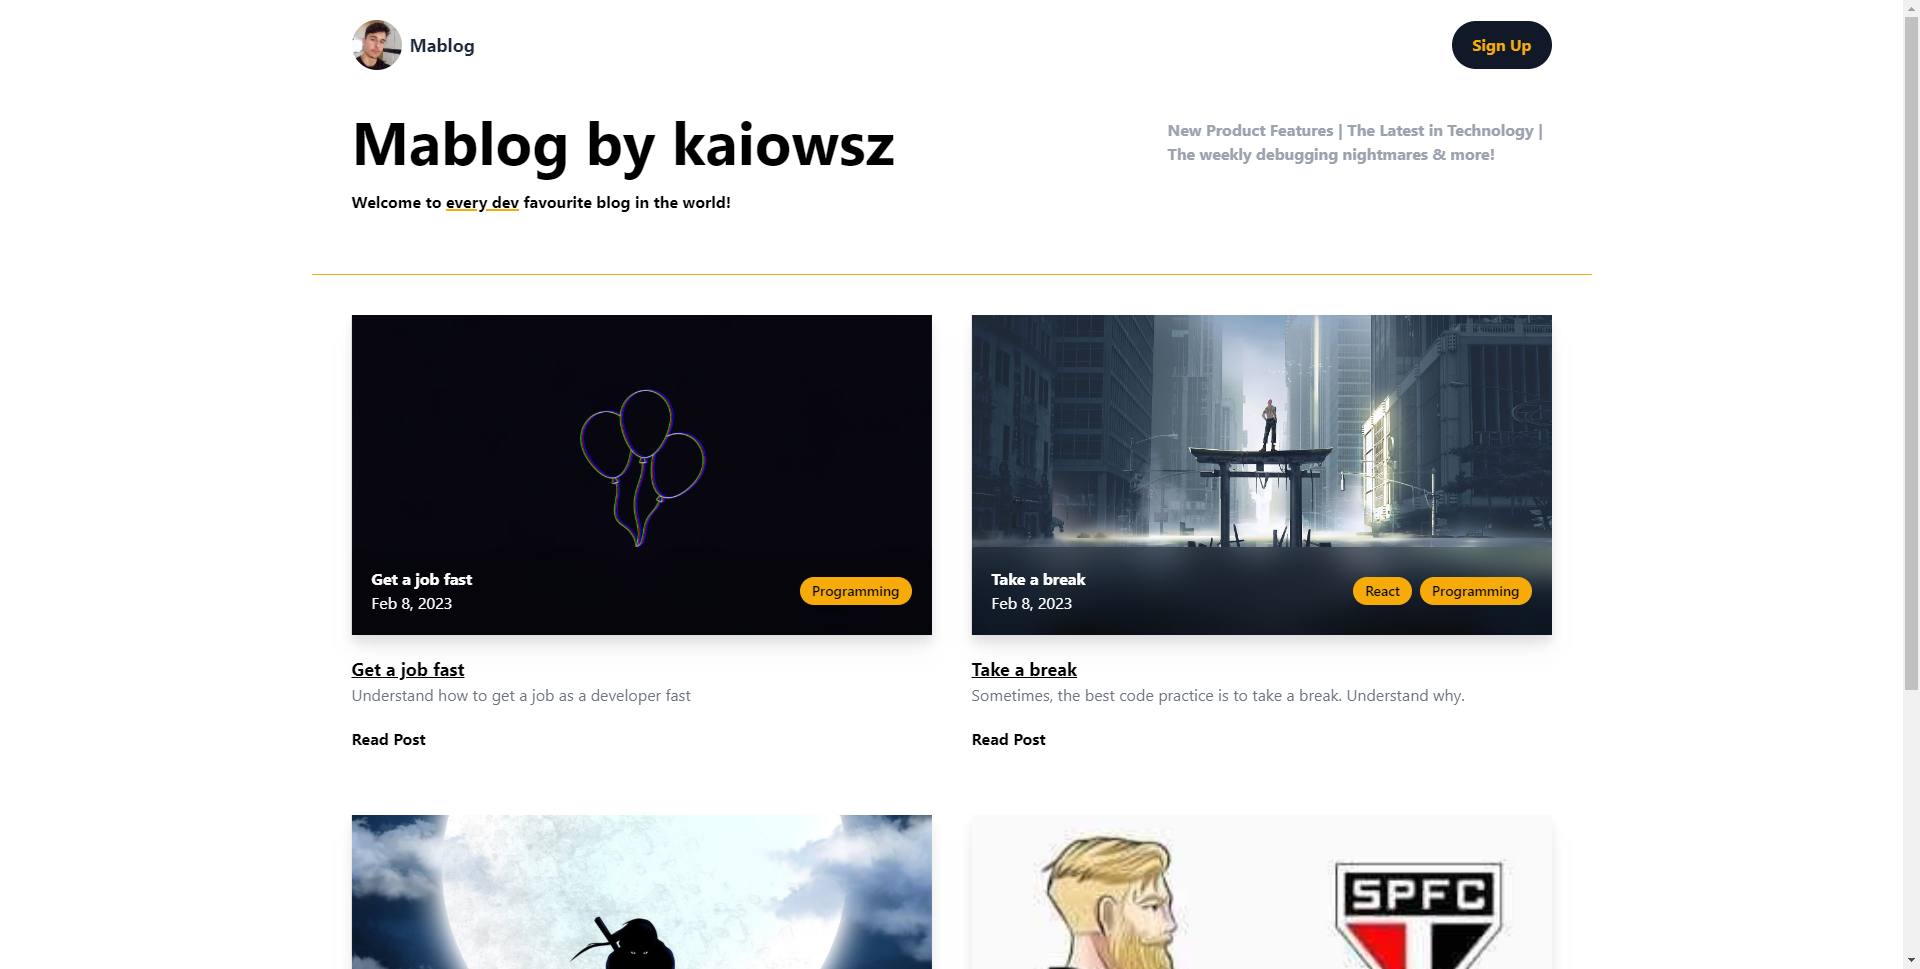 Mablog
Sign Up
Mablog by kaiowsz
New Product Features | The Latest in Technology |
The weekly debugging nightmares & more!
Welcome to every dev favourite blog in the world!
Get a job fast
Feb 8, 2023
Programming
Take a break
Feb 8, 2023
React
Programming
Get a job fast
Understand how to get a job as a developer fast
Read Post
Take a break
Sometimes, the best code practice is to take a break. Understand why.
Read Post
SPFC